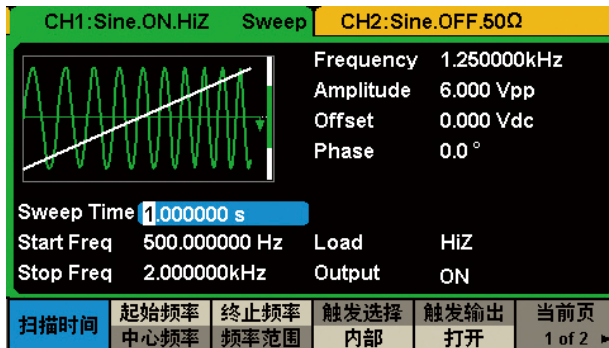 CH1:Sine.ON.HiZ Sweep CH2:Sine.OFF.50Ω
Frequency 1.250000kHz
Amplitude 6.000 Vpp
Offset 0.000 Vdc
Phase 0.0 °
Sweep Time 1.000000 s
Start Freq 500.000000 Hz Load HiZ
Stop Freq 2.000000kHz Output ON
扫描时间 起始频率 终止频率 触发选择 触发输出 当前页
中心频率 频率范围 内部 打开 1 of 2